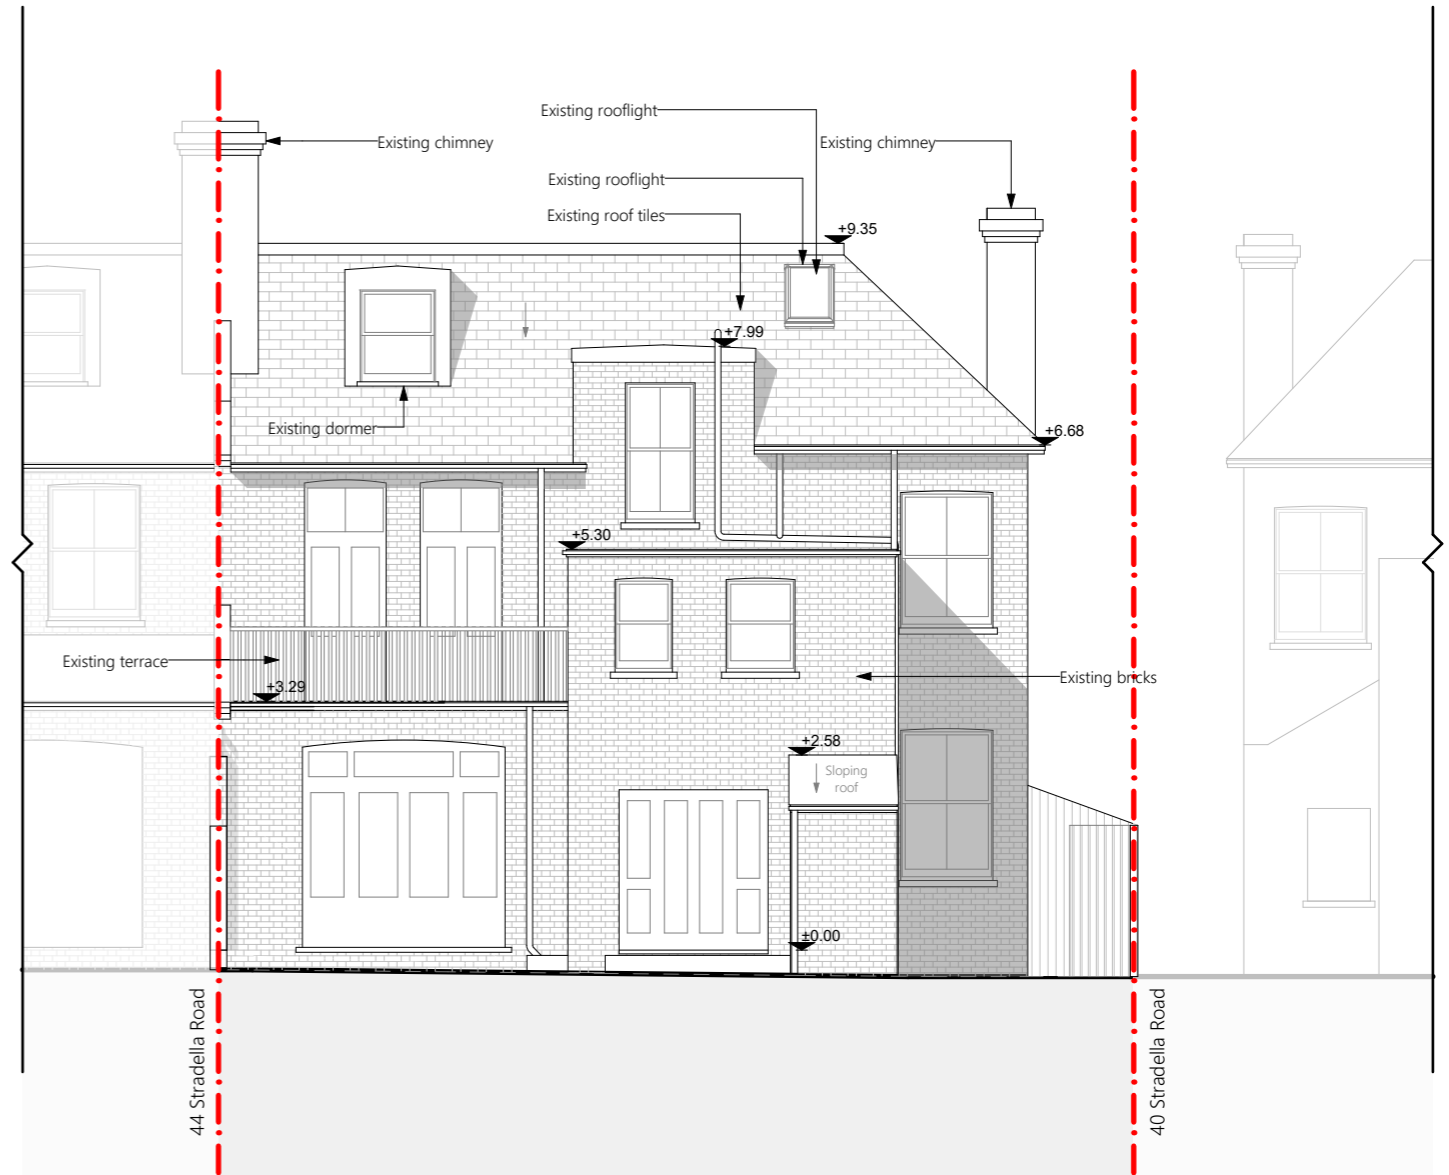 Existing rooflight
Existing chimney
Existing chimney
Existing rooflight
Existing roof tiles
+9.35
+7.99
Existing dormer
+6.68
+5.30
Existing terrace
Existing bricks
+3.29
+2.58
Sloping
roof
±0.00
44 Stradella Road
40 Stradella Road